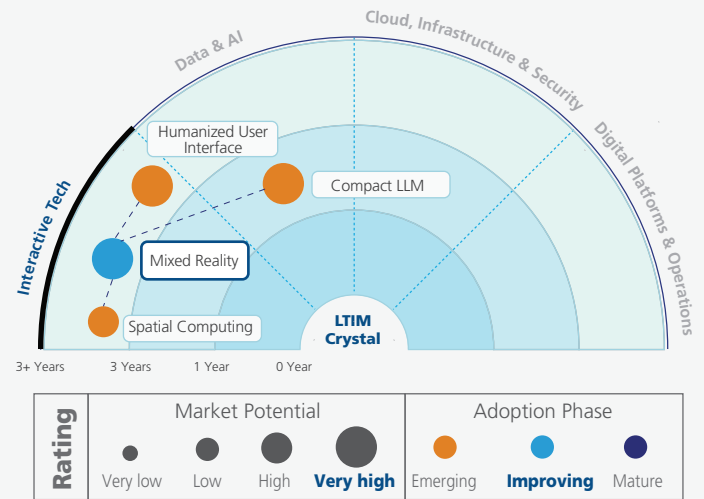 Data & AI
Cloud, Infrastructure & Security
Digital Platforms & Operations
Interactive Tech
Humanized User
Interface
Compact LLM
Mixed Reality
Spatial Computing
LTIM
Crystal
3+ Years
3 Years
1 Year
0 Year
Rating
Market Potential
Very low
Low
High
Very high
Adoption Phase
Emerging
Improving
Mature